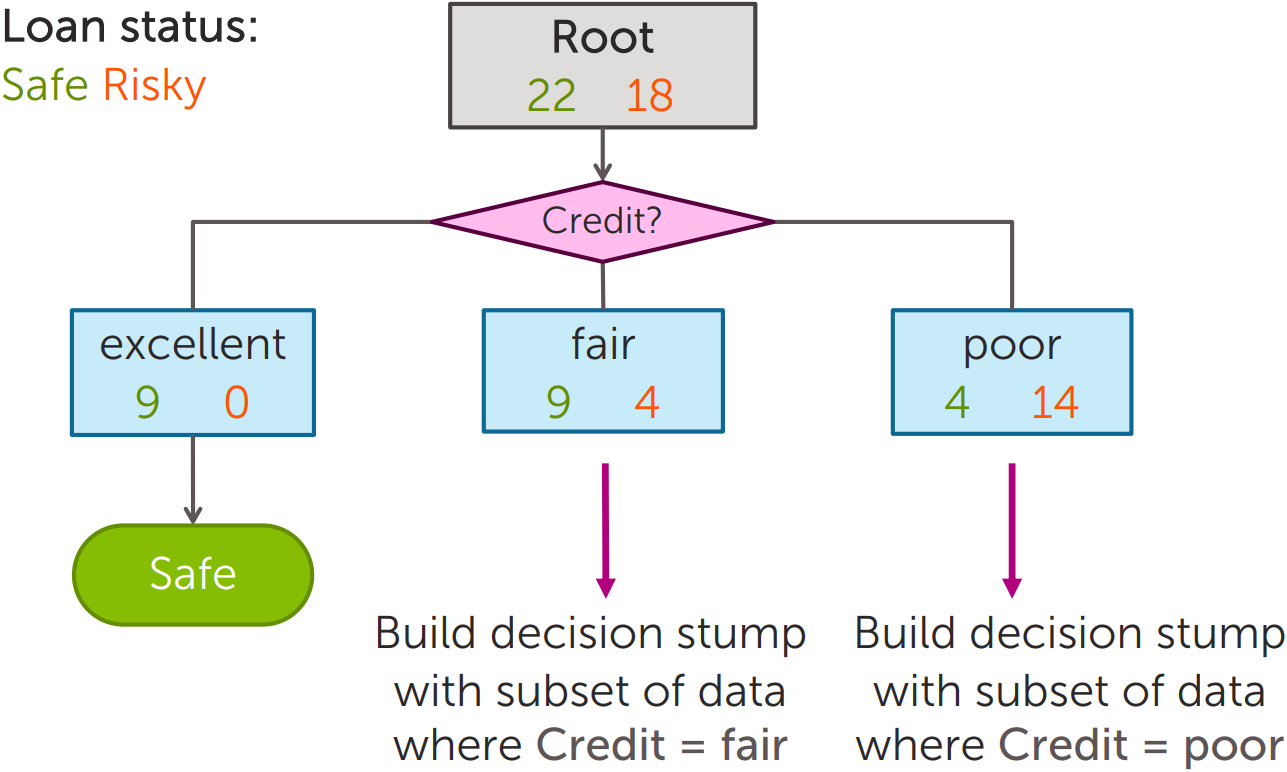 Loan status:
Safe Risky
Root
22 18
Credit?
excellent
9 0
fair
9 4
poor
4 14
Safe
Build decision stump
with subset of data
where Credit = fair
Build decision stump
with subset of data
where Credit = poor